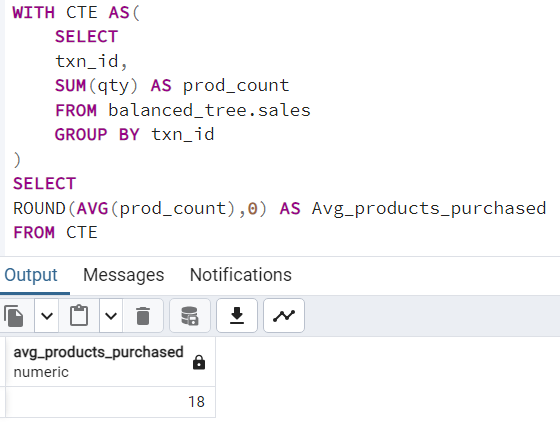 WITH CTE AS(
SELECT
txn_id,
SUM(qty) AS prod_count
FROM balanced_tree.sales
GROUP BY txn_id
)
SELECT
ROUND(AVG(prod_count),0) AS Avg_products_purchased
FROM CTE
Output Messages Notifications
avg_products_purchased
numeric
18